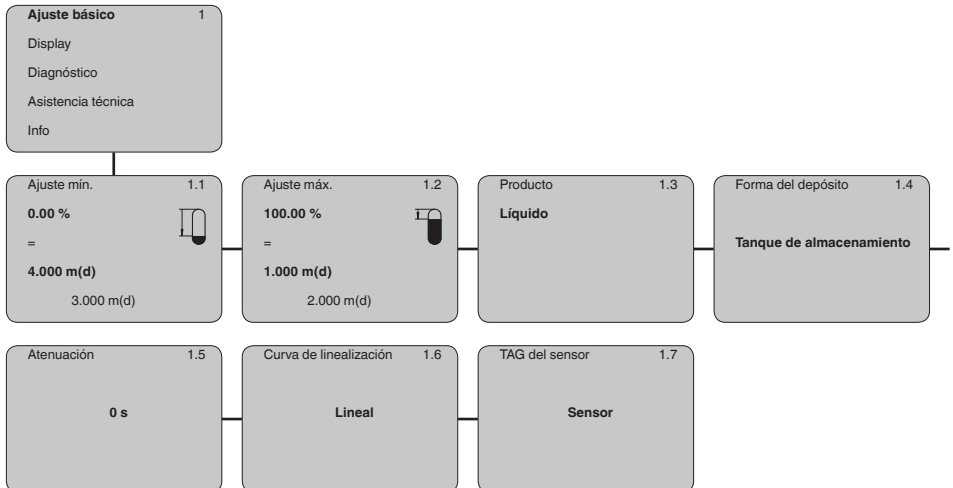 Ajuste básico 1
Display
Diagnóstico
Asistencia técnica
Info
Ajuste mín. 1.1
0.00 %
=
4.000 m(d)
3.000 m(d)
Ajuste máx. 1.2
100.00 %
=
1.000 m(d)
2.000 m(d)
Producto 1.3
Líquido
Forma del depósito 1.4
Tanque de almacenamiento
Atenuación 1.5
0 s
Curva de linealización 1.6
Lineal
TAG del sensor 1.7
Sensor